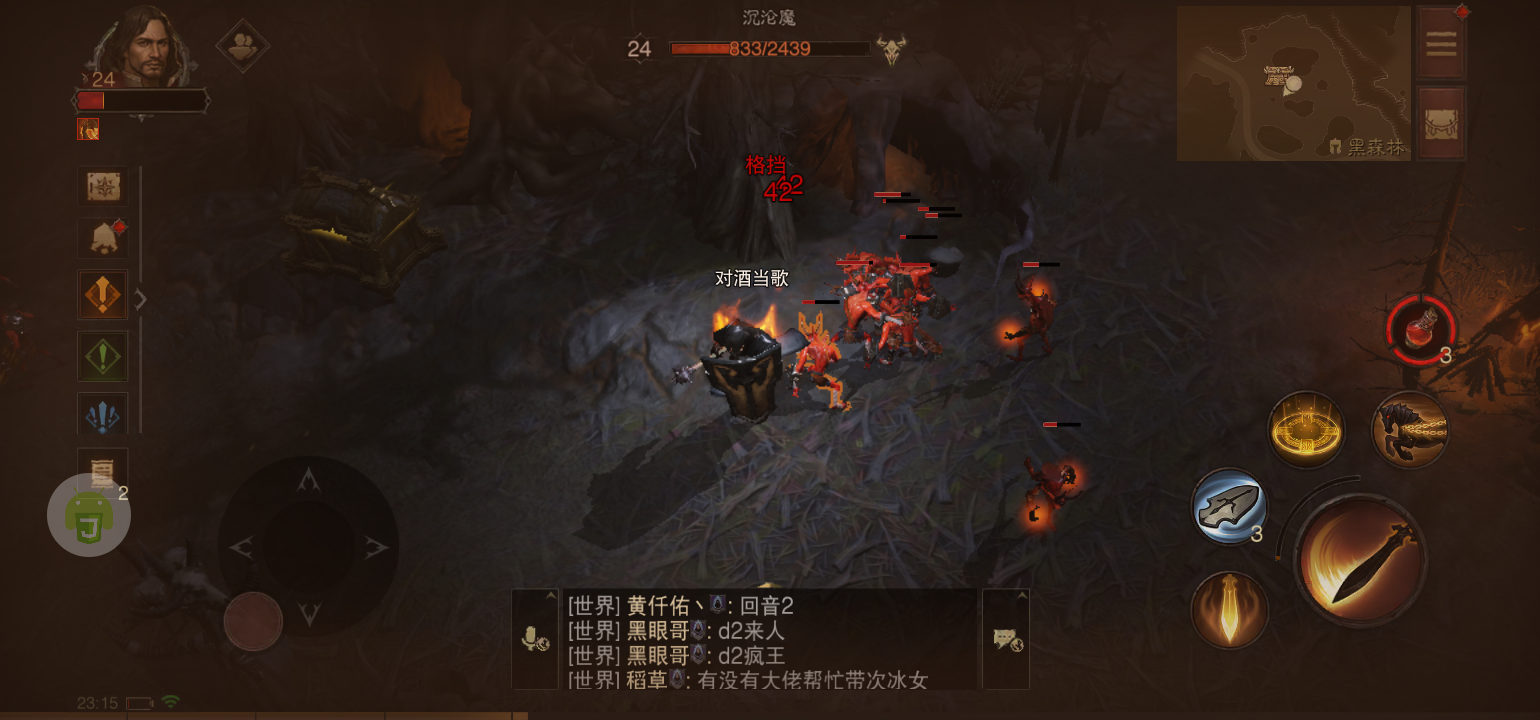 沉沦魔
24
833/2439
24
黑森林
格挡
42
42
对酒当歌
3
3
2
[世界] 黄仟佑丶: 回音2
[世界] 黑眼哥: d2来人
[世界] 黑眼哥: d2疯王
[世界] 稻草: 有没有大佬帮忙带次冰女
23:15